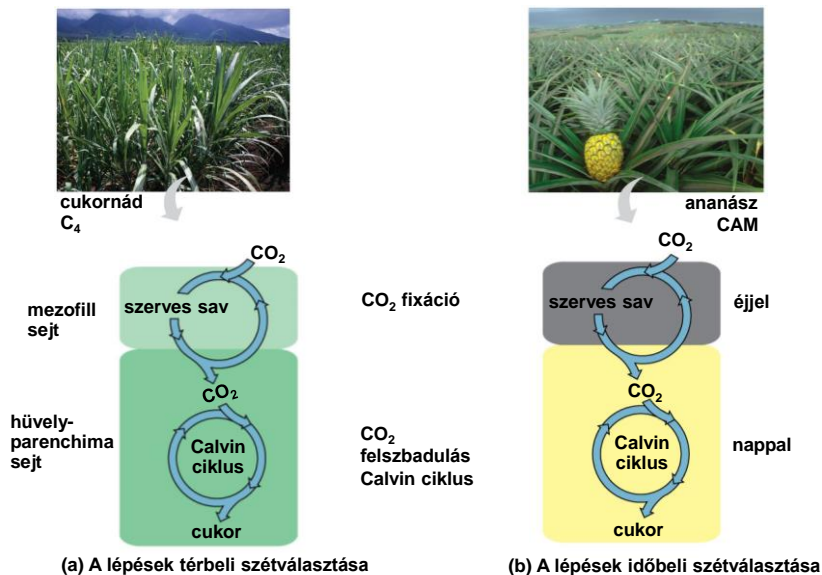 cukornád
C₄
CO₂
szerves sav
mezofill
sejt
CO₂
hüvely-
parenchima
sejt
Calvin
ciklus
cukor
(a) A lépések térbeli szétválasztása
CO₂ fixáció
CO₂
felszbadulás
Calvin ciklus
ananász
CAM
CO₂
szerves sav
éjjel
CO₂
Calvin
ciklus
nappal
cukor
(b) A lépések időbeli szétválasztása